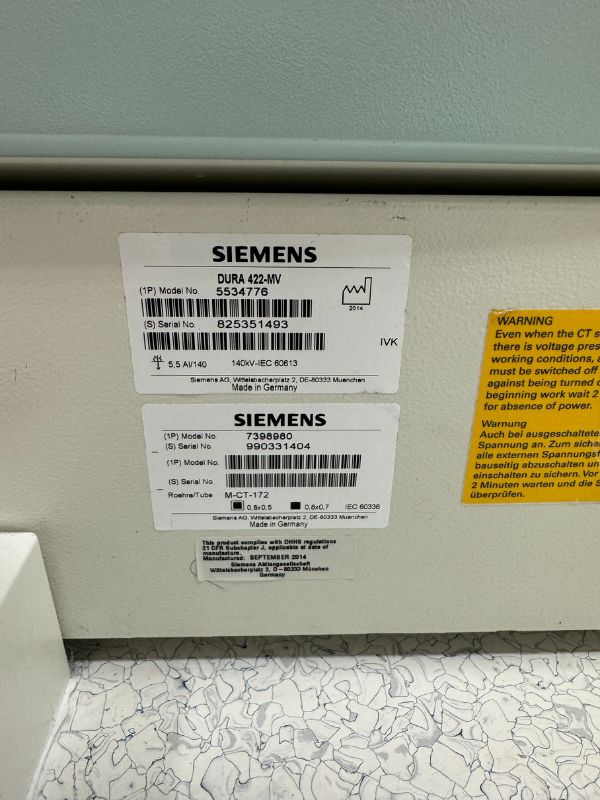 SIEMENS
DURA 422-MV
(1P) Model No. 5534776
2014
(S) Serial No. 825351493
IVK
5,5 Al/140 140kV-IEC 60613
Siemens AG, Wittelsbacherplatz 2, DE-80333 Muenchen
Made in Germany
SIEMENS
(1P) Model No. 7398980
(S) Serial No. 990331404
(1P) Model No.
(S) Serial No.
Roehre/Tube M-CT-172
0,8x0,5 0,8x0,7 IEC 60336
Siemens AG, Wittelsbacherplatz 2, DE-80333 Muenchen
Made in Germany
This product complies with DHHS regulations
21 CFR Subchapter J, applicable at date of
manufacture.
Manufactured: SEPTEMBER 2014
Siemens Aktiengesellschaft
Wittelsbacherplatz 2, D-80333 München
Germany
WARNING
Even when the CT s
there is voltage pres
working conditions, a
must be switched off
against being turned o
beginning work wait 2
for absence of power.
Warnung
Auch bei ausgeschaltete
Spannung an. Zum siche
alle externen Spannungsf
bauseitig abzuschalten un
einschalten zu sichern. Vor
2 Minuten warten und die S
überprüfen.